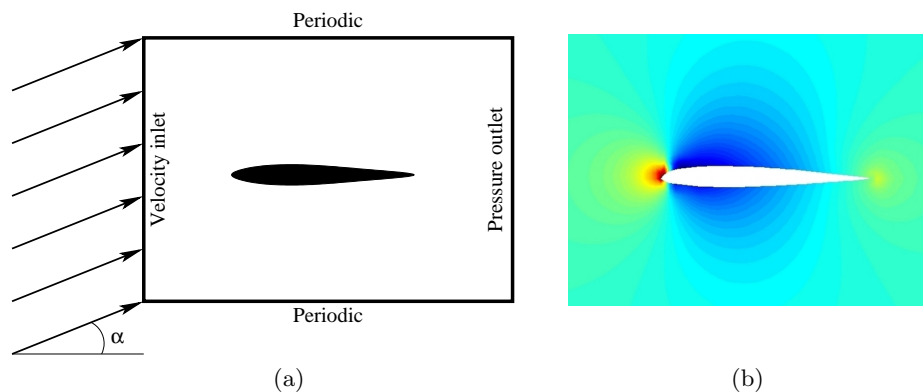 Periodic
Velocity inlet
Pressure outlet
Periodic
α
(a)
(b)